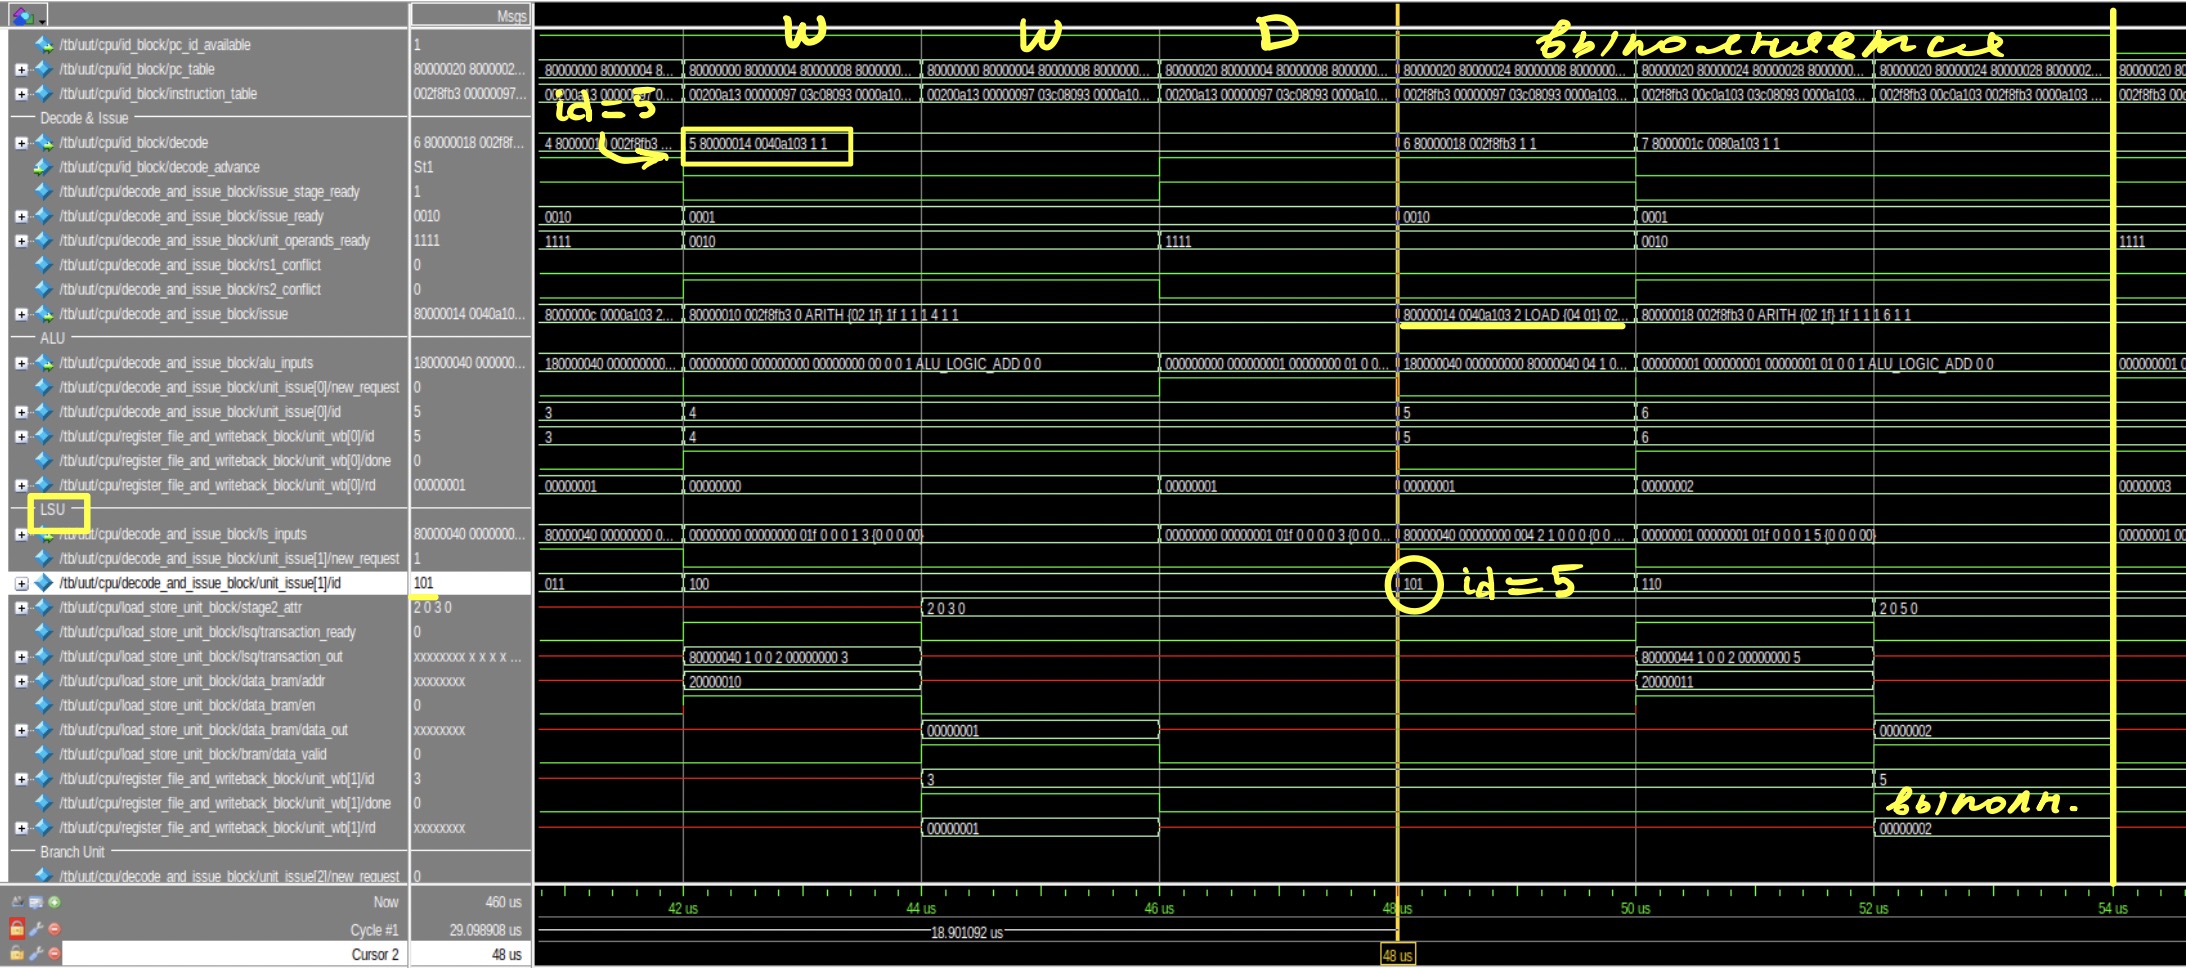 Msgs
W W D выполняется
/tb/uut/cpu/id_block/pc_id_available 1
/tb/uut/cpu/id_block/pc_table 80000020 8000002... 80000000 80000004 8... 80000000 80000004 80000008 8000000... 80000000 80000004 80000008 8000000... 80000020 80000004 80000008 8000000... 80000020 80000024 80000008 8000000... 80000020 80000024 80000028 8000000... 80000020 80000024 80000028 8000002... 80000020 80
/tb/uut/cpu/id_block/instruction_table 002f8fb3 00000097... 00200a13 00000097 03c08093 0000a10... 00200a13 00000097 03c08093 0000a10... 00200a13 00000097 03c08093 0000a10... 002f8fb3 00000097 03c08093 0000a103... 002f8fb3 00c0a103 03c08093 0000a103... 002f8fb3 00c0a103 002f8fb3 0000a103 ... 002f8fb3 00c
id=5
Decode & Issue
/tb/uut/cpu/id_block/decode 6 80000018 002f8f... 002f8fb3 ... 5 80000014 0040a103 1 1 6 80000018 002f8fb3 1 1 7 8000001c 0080a103 1 1
/tb/uut/cpu/id_block/decode_advance St1
/tb/uut/cpu/decode_and_issue_block/issue_stage_ready 1
/tb/uut/cpu/decode_and_issue_block/issue_ready 0010 0010 0001 0010 0001
/tb/uut/cpu/decode_and_issue_block/unit_operands_ready 1111 1111 0010 1111 0010 1111
/tb/uut/cpu/decode_and_issue_block/rs1_conflict 0
/tb/uut/cpu/decode_and_issue_block/rs2_conflict 0
/tb/uut/cpu/decode_and_issue_block/issue 80000014 0040a10... 8000000c 0000a103 2... 80000010 002f8fb3 0 ARITH {02 1f} 1f 1 1 1 4 1 1 80000014 0040a103 2 LOAD {04 01} 02... 80000018 002f8fb3 0 ARITH {02 1f} 1f 1 1 1 6 1 1
ALU
/tb/uut/cpu/decode_and_issue_block/alu_inputs 180000040 000000... 180000040 000000000... 000000000 000000000 00000000 00 0 0 1 ALU_LOGIC_ADD 0 0 000000000 000000001 00000000 01 0 0... 180000040 000000000 80000040 04 1 0... 000000001 000000001 00000001 01 0 0 1 ALU_LOGIC_ADD 0 0 000000001 0
/tb/uut/cpu/decode_and_issue_block/unit_issue[0]/new_request 0
/tb/uut/cpu/decode_and_issue_block/unit_issue[0]/id 5 3 4 5 6
/tb/uut/cpu/register_file_and_writeback_block/unit_wb[0]/id 5 3 4 5 6
/tb/uut/cpu/register_file_and_writeback_block/unit_wb[0]/done 0
/tb/uut/cpu/register_file_and_writeback_block/unit_wb[0]/rd 00000001 00000001 00000000 00000001 00000001 00000002 00000003
LSU
/tb/uut/cpu/decode_and_issue_block/ls_inputs 80000040 0000000... 80000040 00000000 0... 00000000 00000000 01f 0 0 0 1 3 {0 0 0 00} 00000000 00000001 01f 0 0 0 3 {0 0 0... 80000040 00000000 004 2 1 0 0 0 {0 0 ... 00000001 00000001 01f 0 0 0 1 5 {0 0 0 00} 00000001 00
/tb/uut/cpu/decode_and_issue_block/unit_issue[1]/new_request 1
/tb/uut/cpu/decode_and_issue_block/unit_issue[1]/id 101 011 100 101 id=5 110
/tb/uut/cpu/load_store_unit_block/stage2_attr 2 0 3 0 2 0 3 0 2 0 5 0
/tb/uut/cpu/load_store_unit_block/lsq/transaction_ready 0
/tb/uut/cpu/load_store_unit_block/lsq/transaction_out xxxxxxxx x x x x ... 80000040 1 0 0 2 00000000 3 80000044 1 0 0 2 00000000 5
/tb/uut/cpu/load_store_unit_block/data_bram/addr xxxxxxxx 20000010 20000011
/tb/uut/cpu/load_store_unit_block/data_bram/en 0
/tb/uut/cpu/load_store_unit_block/data_bram/data_out xxxxxxxx 00000001 00000002
/tb/uut/cpu/load_store_unit_block/bram/data_valid 0
/tb/uut/cpu/register_file_and_writeback_block/unit_wb[1]/id 3 3 5
/tb/uut/cpu/register_file_and_writeback_block/unit_wb[1]/done 0 выполн.
/tb/uut/cpu/register_file_and_writeback_block/unit_wb[1]/rd xxxxxxxx 00000001 00000002
Branch Unit
/tb/uut/cpu/decode_and_issue_block/unit_issue[2]/new_request 0
Now 460 us 42 us 44 us 46 us 48 us 50 us 52 us 54 us
Cycle #1 29.098908 us 18.901092 us
Cursor 2 48 us 48 us